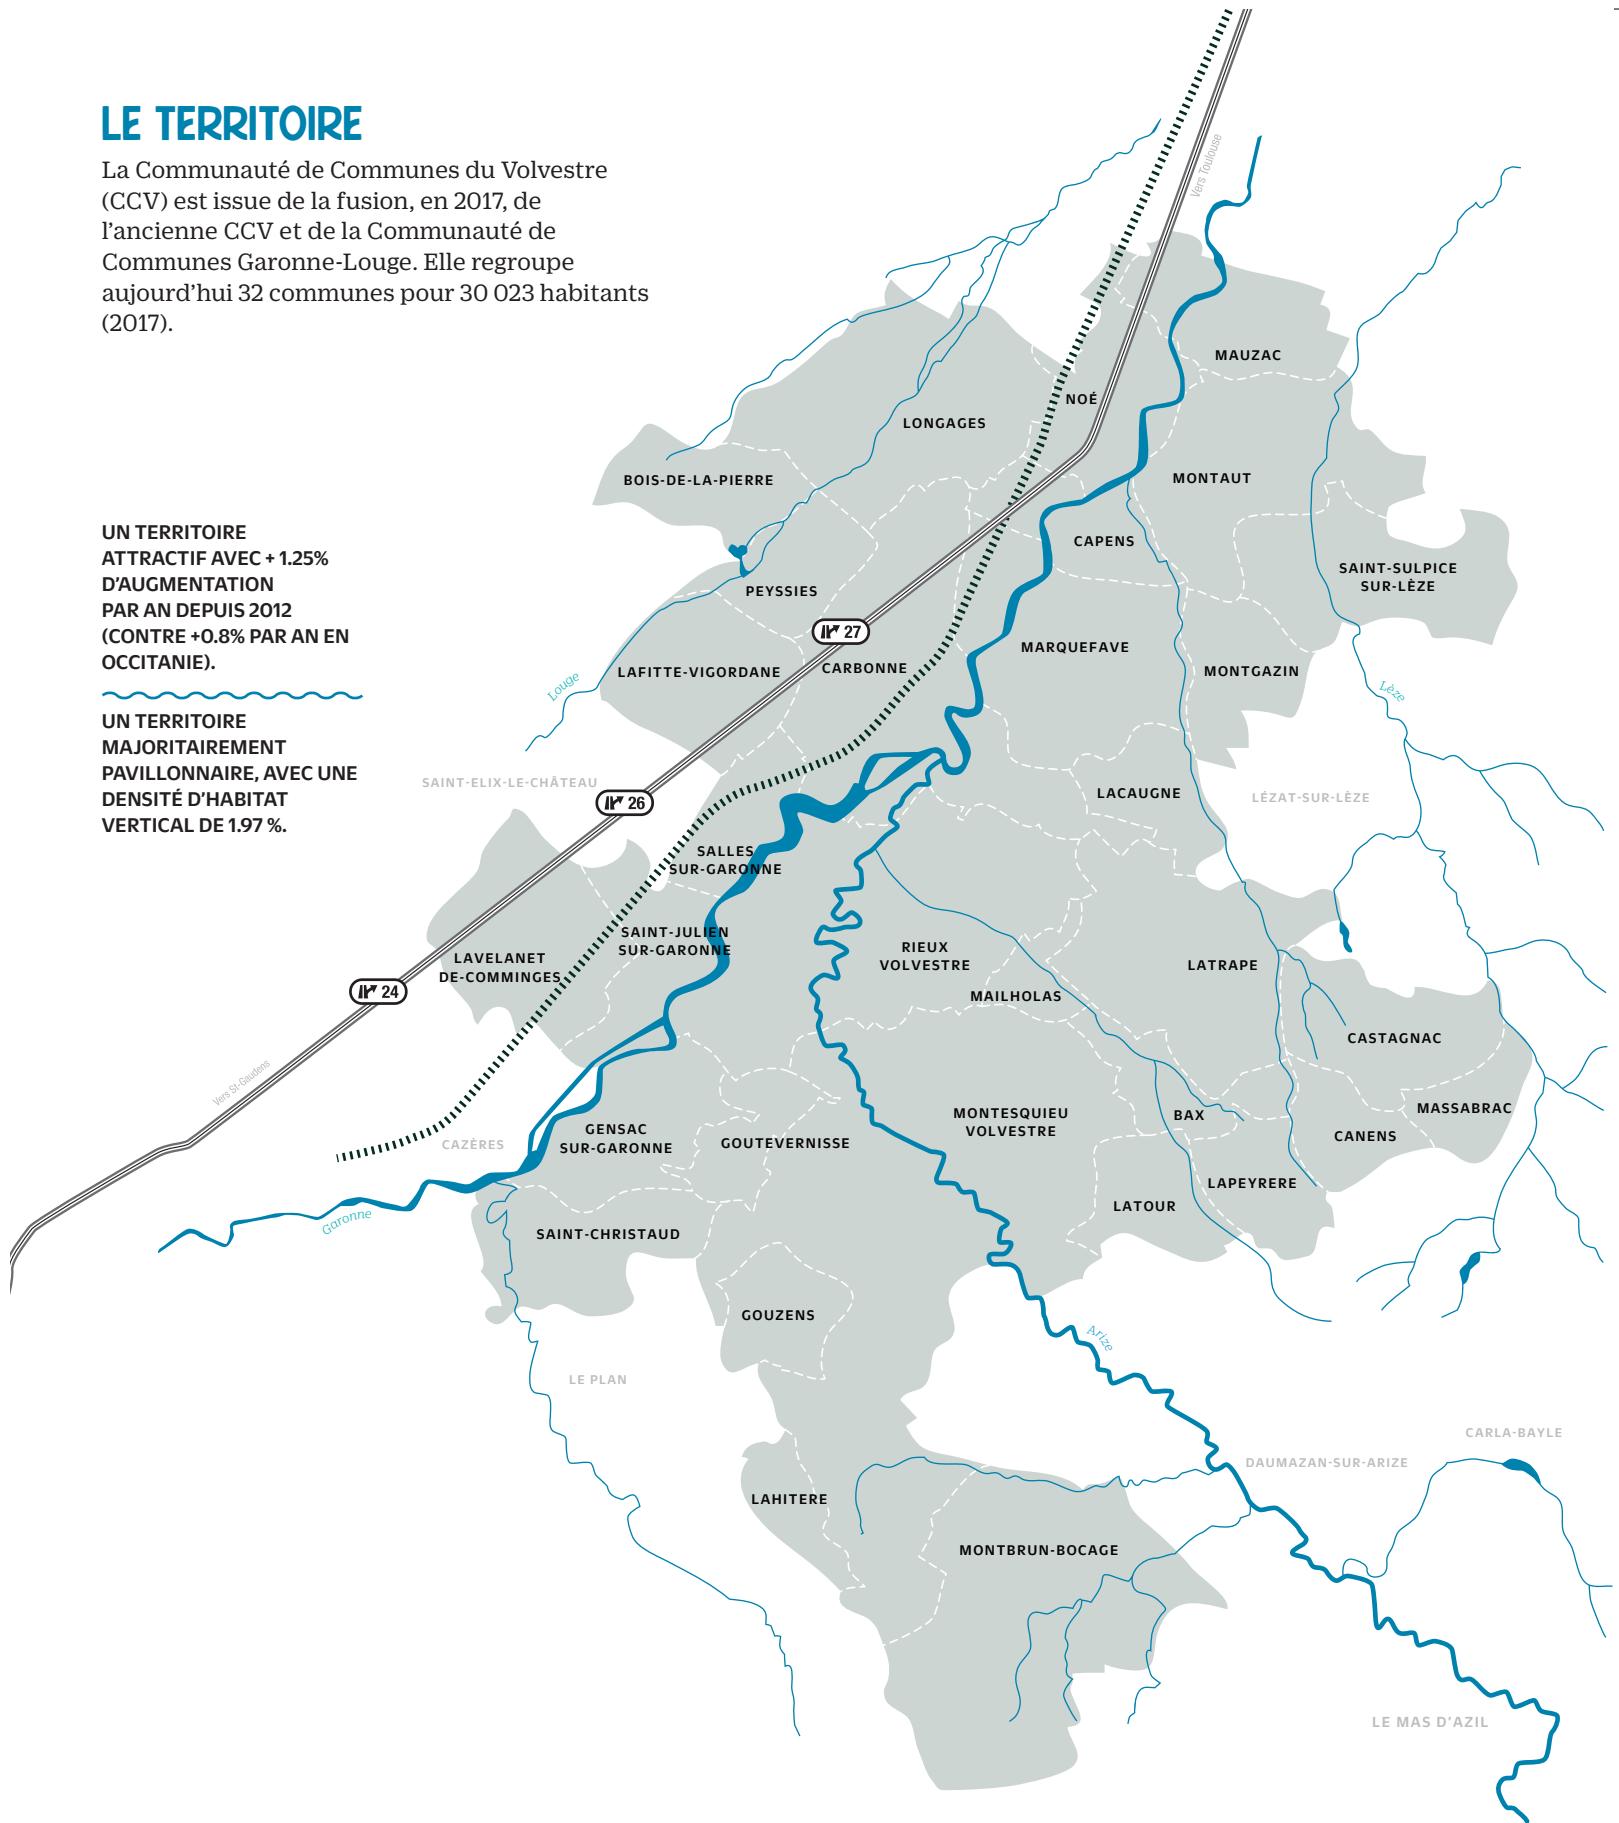 LE TERRITOIRE
La Communauté de Communes du Volvestre
(CCV) est issue de la fusion, en 2017, de
l’ancienne CCV et de la Communauté de
Communes Garonne-Louge. Elle regroupe
aujourd’hui 32 communes pour 30 023 habitants
(2017).
UN TERRITOIRE
ATTRACTIF AVEC + 1.25%
D’AUGMENTATION
PAR AN DEPUIS 2012
(CONTRE +0.8% PAR AN EN
OCCITANIE).
UN TERRITOIRE
MAJORITAIREMENT
PAVILLONNAIRE, AVEC UNE
DENSITÉ D’HABITAT
VERTICAL DE 1.97 %.
Vers Toulouse
MAUZAC
NOÉ
LONGAGES
BOIS-DE-LA-PIERRE
MONTAUT
CAPENS
SAINT-SULPICE
SUR-LÈZE
PEYSSIES
27
MARQUEFAVE
CARBONNE
LAFITTE-VIGORDANE
MONTGAZIN
Louge
Lèze
SAINT-ELIX-LE-CHÂTEAU
26
LACAUGNE
LÉZAT-SUR-LÈZE
SALLES
SUR-GARONNE
SAINT-JULIEN
SUR-GARONNE
RIEUX
VOLVESTRE
LAVELANET
DE-COMMINGES
LATRAPE
24
MAILHOLAS
CASTAGNAC
Vers St-Gaudens
MONTESQUIEU
VOLVESTRE
BAX
MASSABRAC
GENSAC
SUR-GARONNE
GOUTEVERNISSE
CANENS
CAZÈRES
LAPEYRERE
LATOUR
Garonne
SAINT-CHRISTAUD
GOUZENS
Arize
LE PLAN
CARLA-BAYLE
DAUMAZAN-SUR-ARIZE
LAHITERE
MONTBRUN-BOCAGE
LE MAS D’AZIL